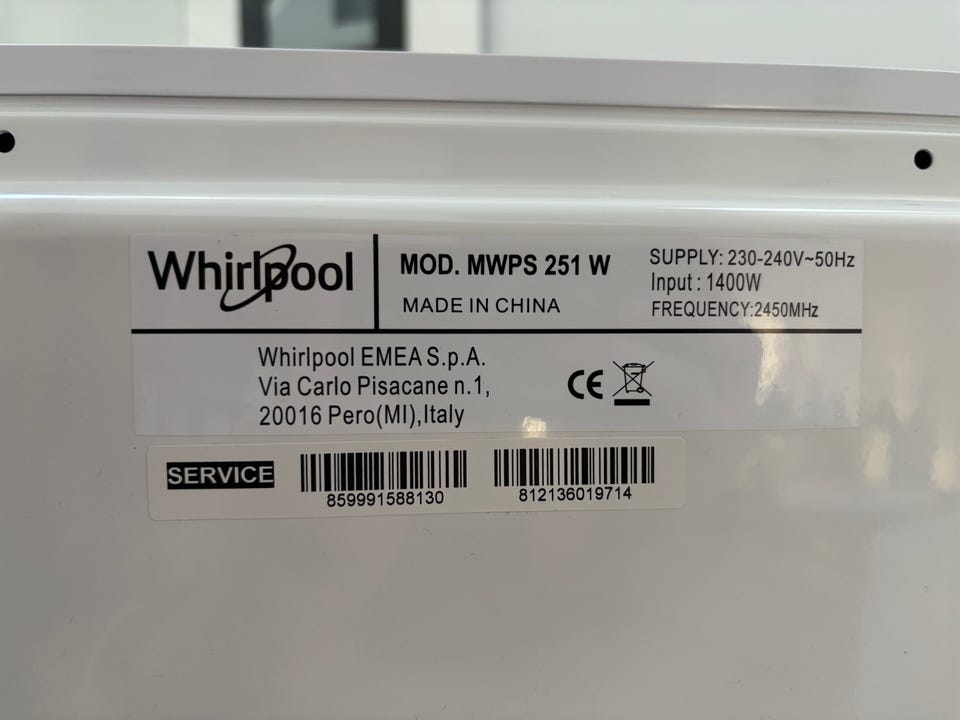 Whirlpool
MOD. MWPS 251 W
MADE IN CHINA
SUPPLY: 230-240V~50Hz
Input : 1400W
FREQUENCY:2450MHz
Whirlpool EMEA S.p.A.
Via Carlo Pisacane n.1,
20016 Pero(MI),Italy
CE
SERVICE
859991588130
812136019714